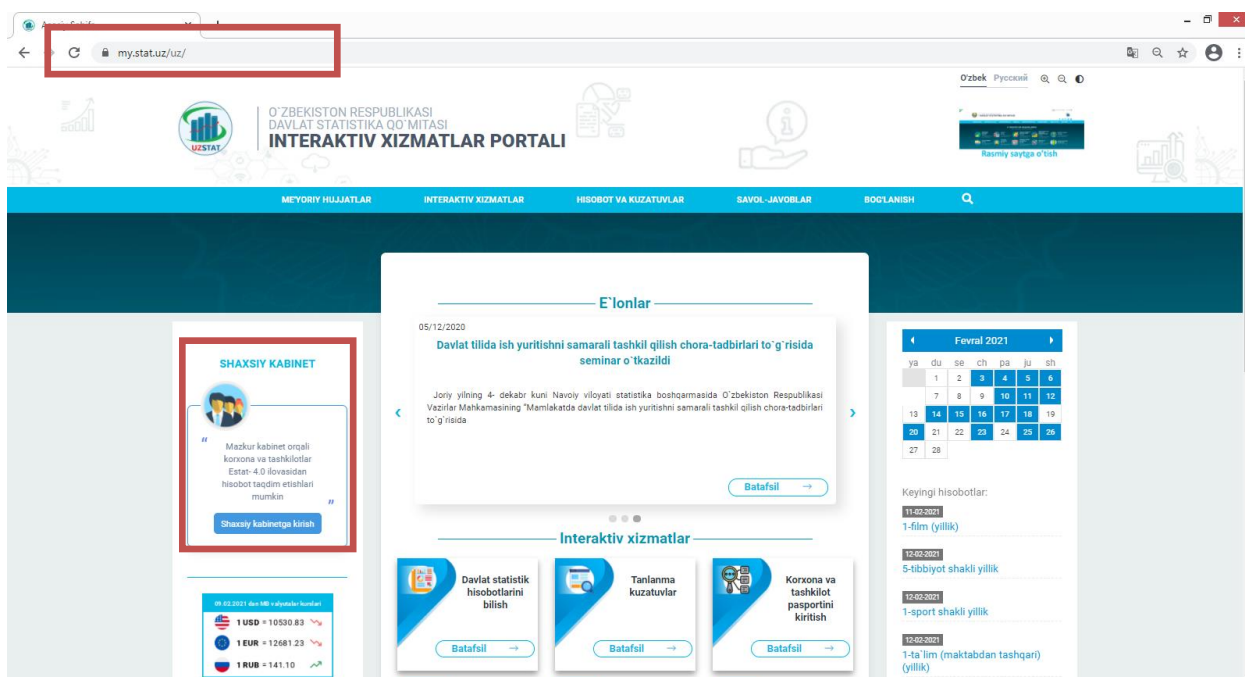 my.stat.uz/uz/
O'zbek Русский
UZSTAT
O`ZBEKISTON RESPUBLIKASI
DAVLAT STATISTIKA QO`MITASI
INTERAKTIV XIZMATLAR PORTALI
Rasmiy saytga o`tish
ME'YORIY HUJJATLAR INTERAKTIV XIZMATLAR HISOBOT VA KUZATUVLAR SAVOL-JAVOBLAR BOG'LANISH
SHAXSIY KABINET
Mazkur kabinet orqali
korxona va tashkilotlar
Estat- 4.0 ilovasidan
hisobot taqdim etishlari
mumkin
Shaxsiy kabinetga kirish
09.02.2021 dan MB valyutalar kurslari
1 USD = 10530.83
1 EUR = 12681.23
1 RUB = 141.10
E`lonlar
05/12/2020
Davlat tilida ish yuritishni samarali tashkil qilish chora-tadbirlari to`g`risida
seminar o`tkazildi
Joriy yilning 4- dekabr kuni Navoiy viloyati statistika boshqarmasida O`zbekiston Respublikasi
Vazirlar Mahkamasining "Mamlakatda davlat tilida ish yuritishni samarali tashkil qilish chora-tadbirlari
to`g`risida
Batafsil →
Interaktiv xizmatlar
Davlat statistik
hisobotlarini
bilish
Batafsil →
Tanlanma
kuzatuvlar
Batafsil →
Korxona va
tashkilot
pasportini
kiritish
Batafsil →
Fevral 2021
ya du se ch pa ju sh
1 2 3 4 5 6
7 8 9 10 11 12
13 14 15 16 17 18 19
20 21 22 23 24 25 26
27 28
Keyingi hisobotlar:
11-02-2021
1-film (yillik)
12-02-2021
5-tibbiyot shakli yillik
12-02-2021
1-sport shakli yillik
12-02-2021
1-ta`lim (maktabdan tashqari)
(yillik)